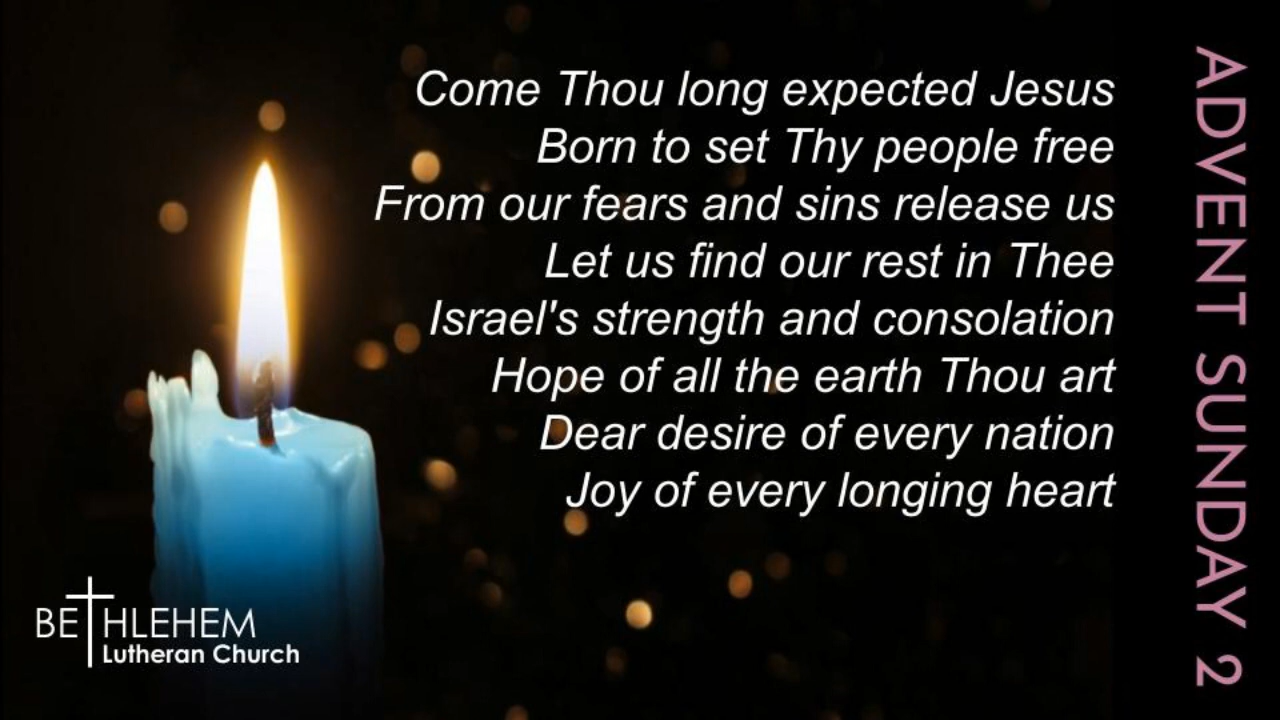 Come Thou long expected Jesus
Born to set Thy people free
From our fears and sins release us
Let us find our rest in Thee
Israel's strength and consolation
Hope of all the earth Thou art
Dear desire of every nation
Joy of every longing heart
ADVENT SUNDAY 2
BETHLEHEM
Lutheran Church